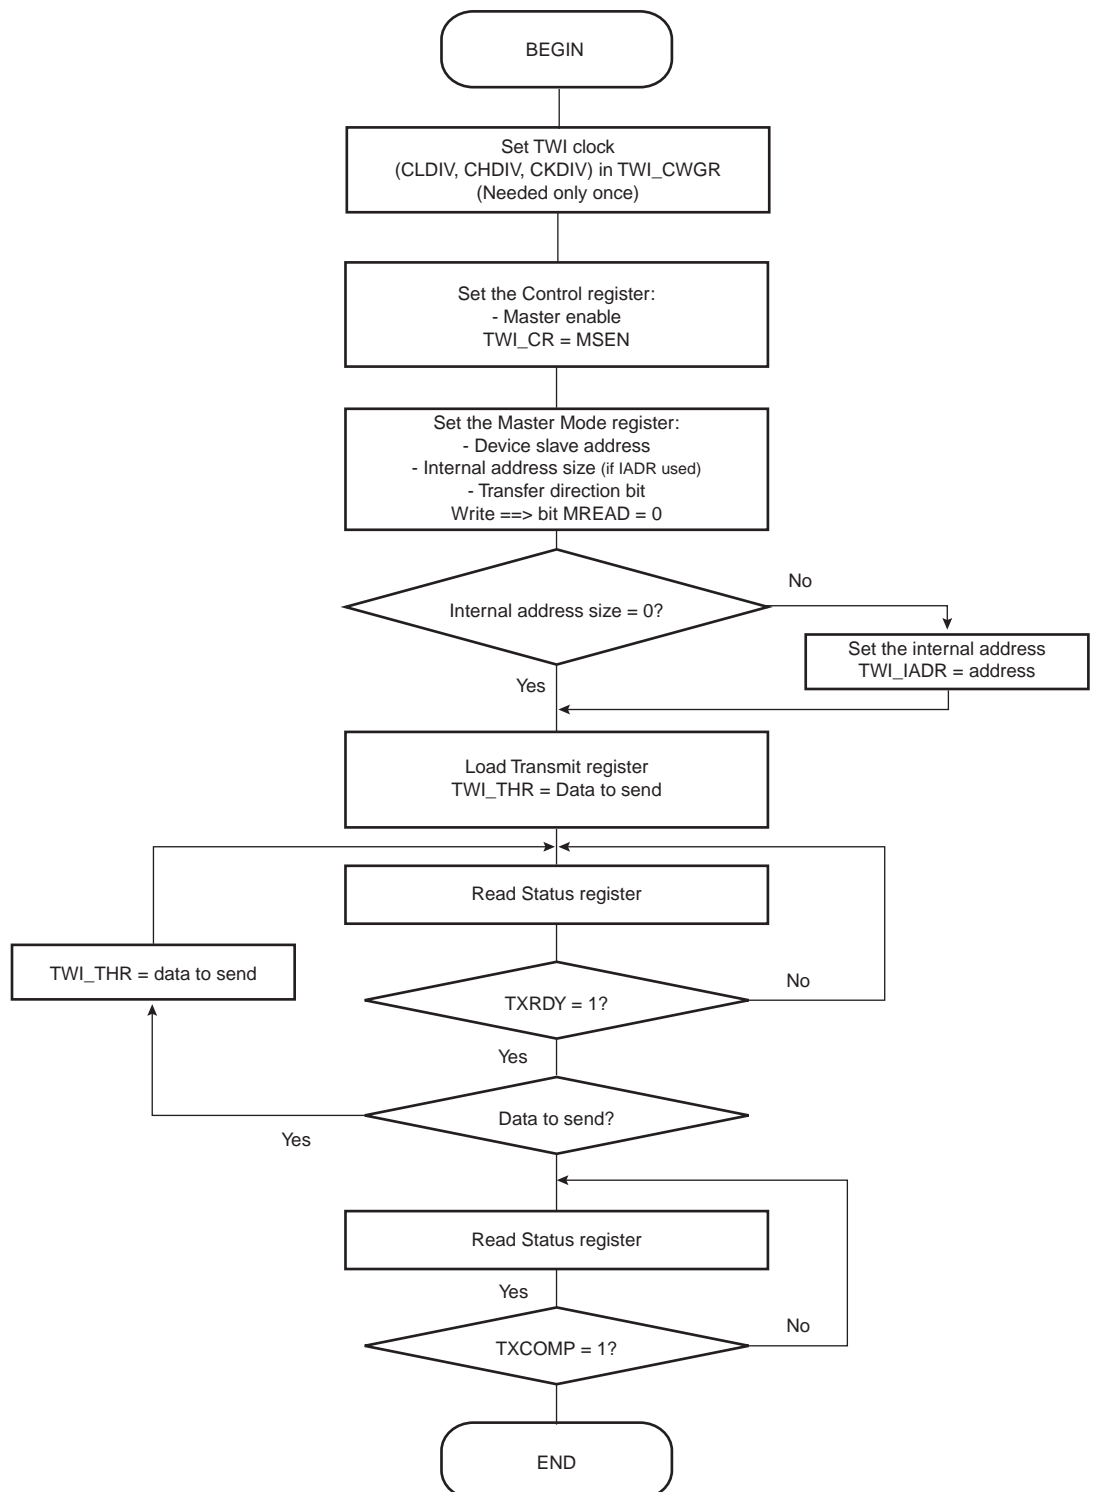 BEGIN
Set TWI clock
(CLDIV, CHDIV, CKDIV) in TWI_CWGR
(Needed only once)
Set the Control register:
- Master enable
TWI_CR = MSEN
Set the Master Mode register:
- Device slave address
- Internal address size (if IADR used)
- Transfer direction bit
Write ==> bit MREAD = 0
No
Internal address size = 0?
Set the internal address
TWI_IADR = address
Yes
Load Transmit register
TWI_THR = Data to send
Read Status register
TWI_THR = data to send
No
TXRDY = 1?
Yes
Data to send?
Yes
Read Status register
Yes
No
TXCOMP = 1?
END